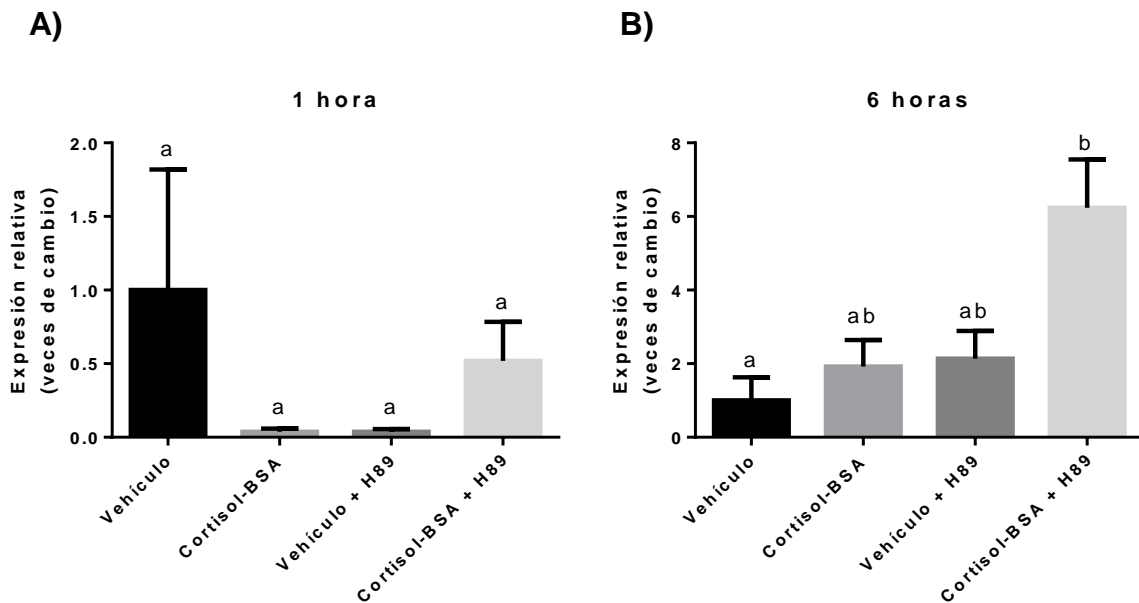 A)
1 hora
Expresión relativa
(veces de cambio)
2.0
1.5
1.0
0.5
0.0
a
a
a
a
Vehículo
Cortisol-BSA
Vehículo + H89
Cortisol-BSA + H89
B)
6 horas
Expresión relativa
(veces de cambio)
8
6
4
2
0
a
ab
ab
b
Vehículo
Cortisol-BSA
Vehículo + H89
Cortisol-BSA + H89